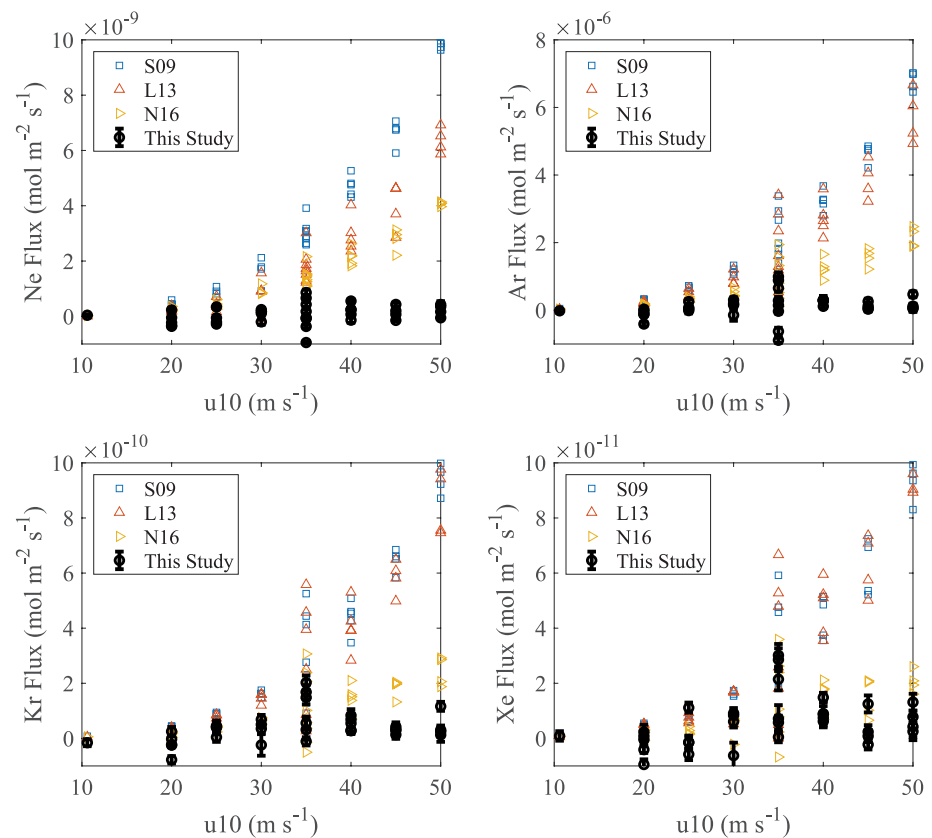 ×10⁻⁹
10
8
6
4
2
0
Ne Flux (mol m⁻² s⁻¹)
S09
L13
N16
This Study
10 20 30 40 50
u10 (m s⁻¹)
×10⁻⁶
8
6
4
2
0
Ar Flux (mol m⁻² s⁻¹)
S09
L13
N16
This Study
10 20 30 40 50
u10 (m s⁻¹)
×10⁻¹⁰
10
8
6
4
2
0
Kr Flux (mol m⁻² s⁻¹)
S09
L13
N16
This Study
10 20 30 40 50
u10 (m s⁻¹)
×10⁻¹¹
10
8
6
4
2
0
Xe Flux (mol m⁻² s⁻¹)
S09
L13
N16
This Study
10 20 30 40 50
u10 (m s⁻¹)